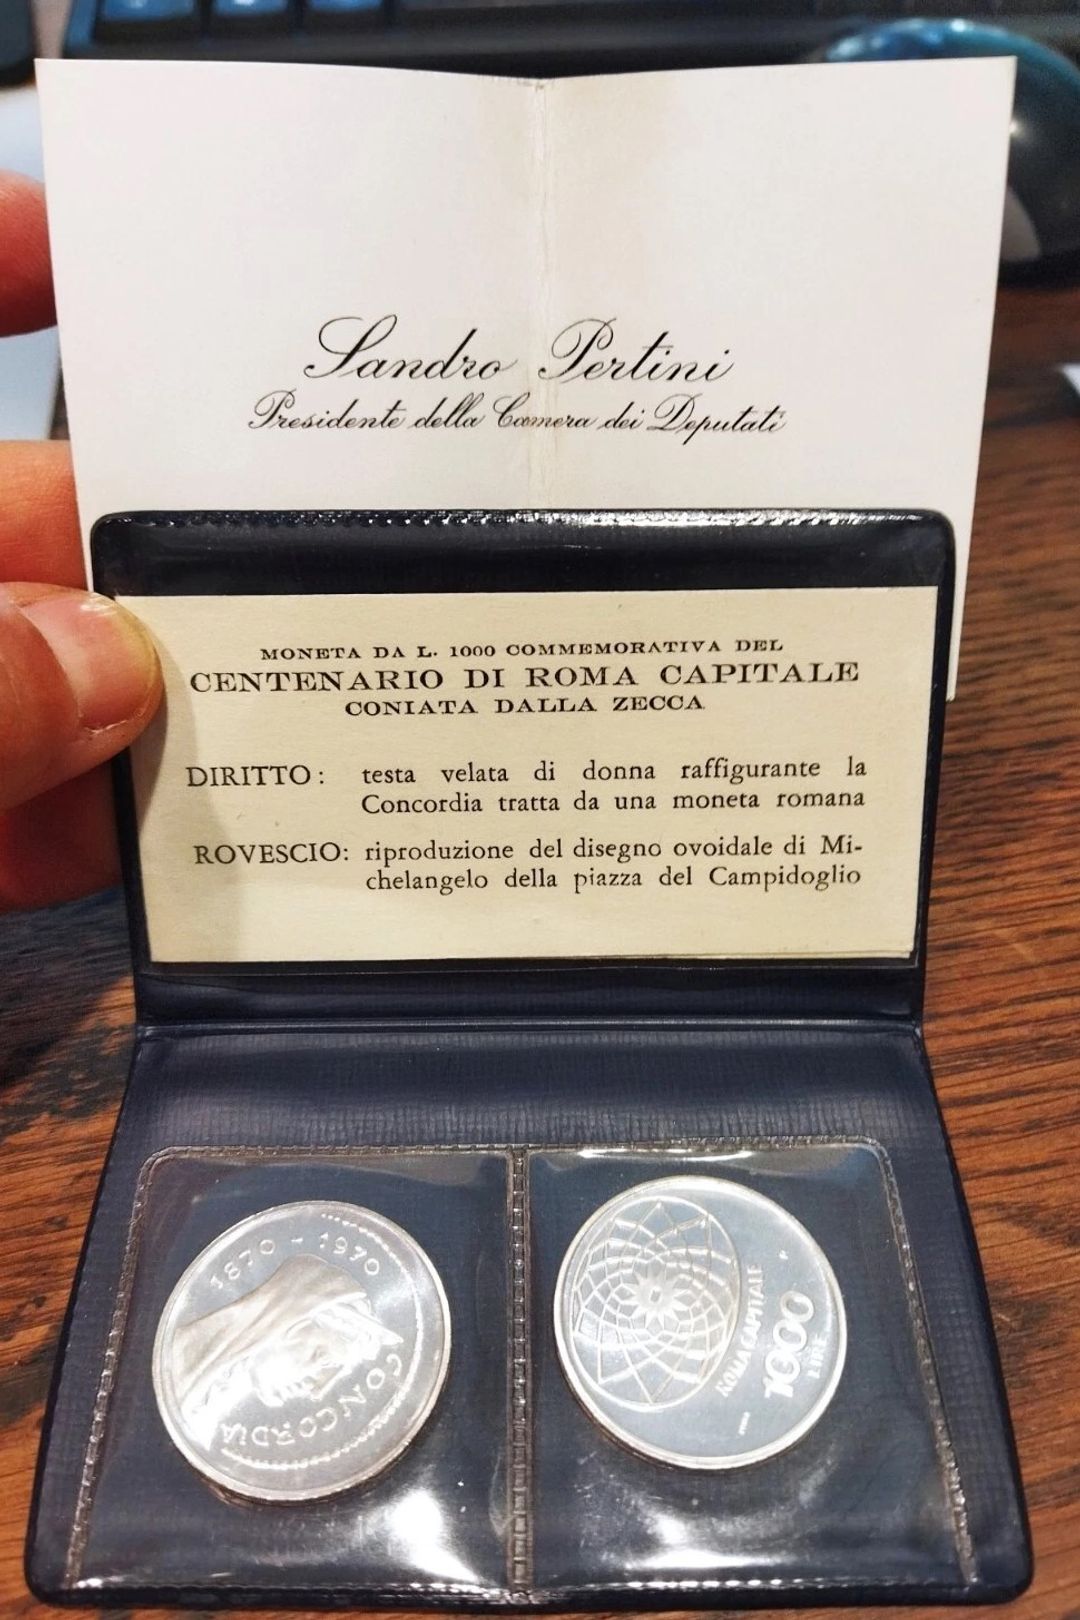 Sandro Pertini
Presidente della Camera dei Deputati
MONETA DA L. 1000 COMMEMORATIVA DEL
CENTENARIO DI ROMA CAPITALE
CONIATA DALLA ZECCA
DIRITTO: testa velata di donna raffigurante la
Concordia tratta da una moneta romana
ROVESCIO: riproduzione del disegno ovoidale di Mi-
chelangelo della piazza del Campidoglio
1870 - 1970
CONCORDIA
ROMA CAPITALE
1000
LIRE